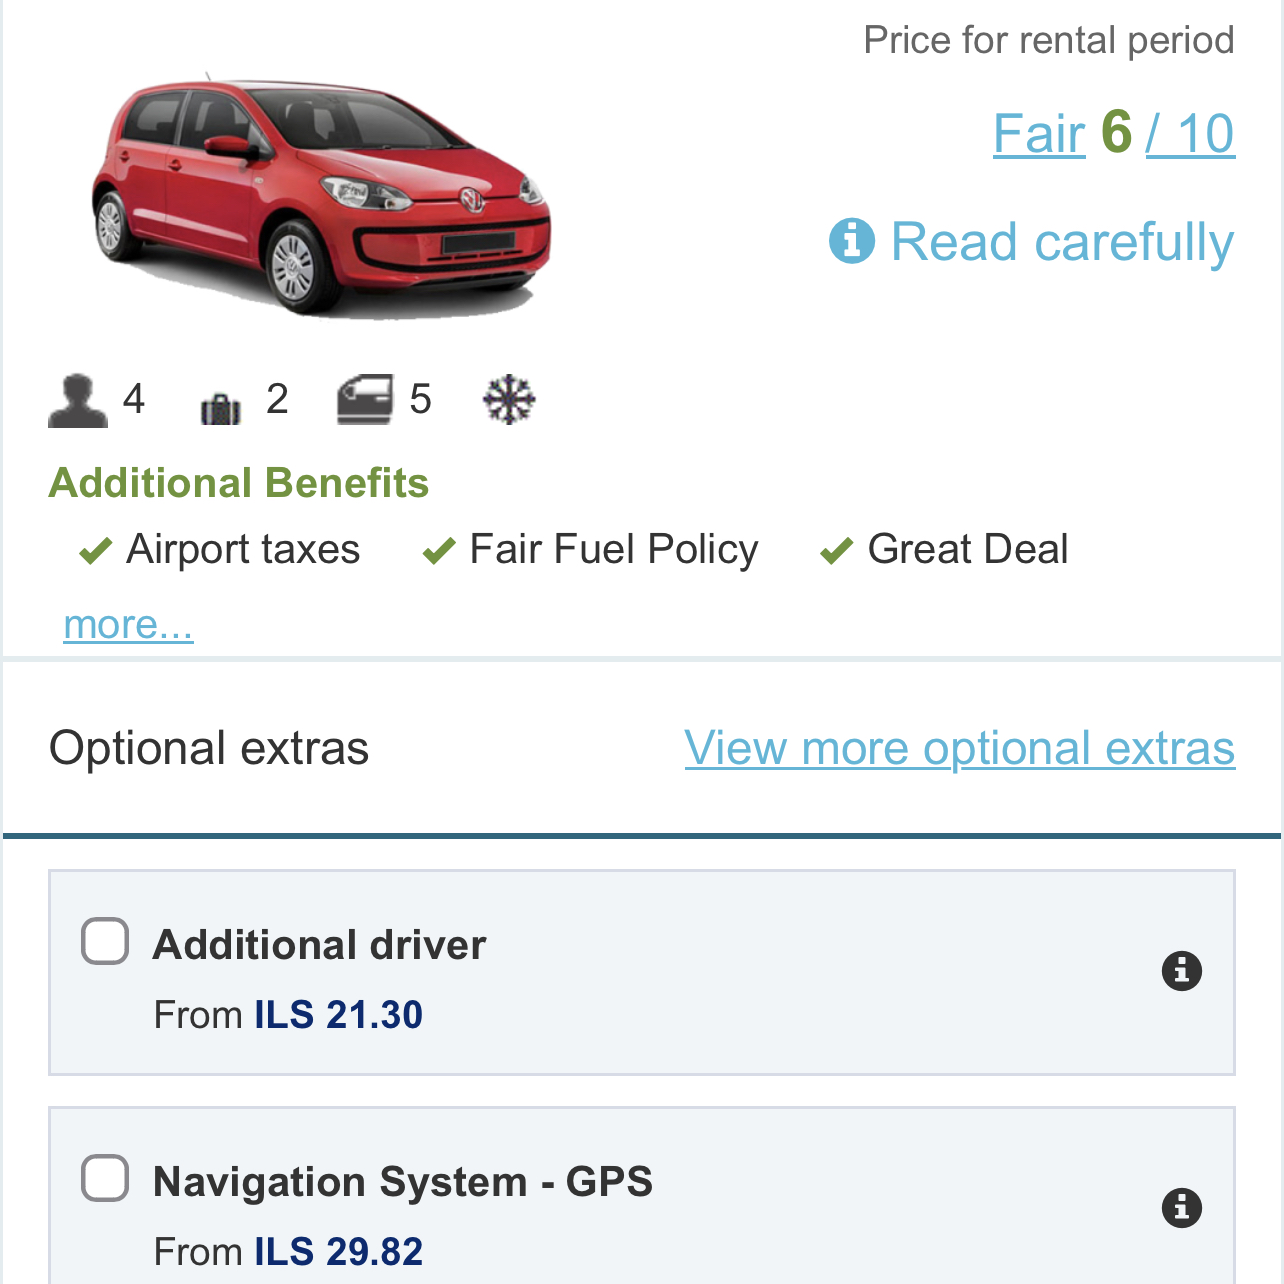 Price for rental period
Fair 6 / 10
Read carefully
4 2 5
Additional Benefits
Airport taxes Fair Fuel Policy Great Deal
more...
Optional extras View more optional extras
Additional driver
From ILS 21.30
Navigation System - GPS
From ILS 29.82